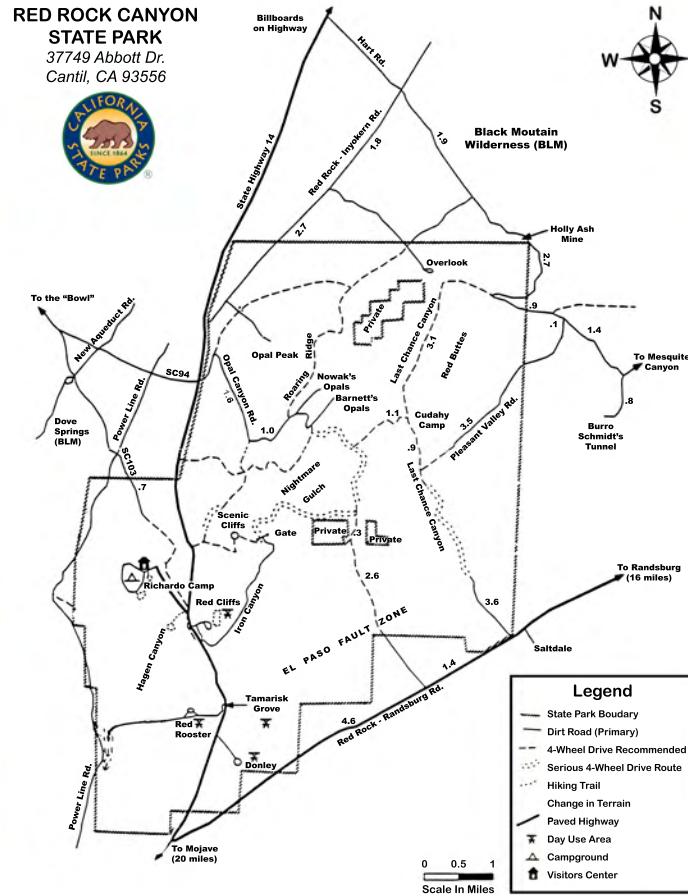 RED ROCK CANYON
STATE PARK
37749 Abbott Dr.
Cantil, CA 93556
CALIFORNIA
SINCE 1864
STATE PARKS
®
Billboards
on Highway
N
W
E
S
Hart Rd.
State Highway 14
Red Rock - Inyokern Rd.
1.8
1.9
Black Moutain
Wilderness (BLM)
2.7
Holly Ash
Mine
2.7
Overlook
To the “Bowl”
New Aqueduct Rd.
Private
.9
.1
1.4
Opal Peak
Roaring Ridge
Last Chance Canyon
3.1
Red Buttes
To Mesquite
Canyon
SC94
Power Line Rd.
Opal Canyon Rd.
1.6
Nowak's
Opals
Barnett's
Opals
.8
Dove
Springs
(BLM)
1.0
1.1
Cudahy
Camp
3.5
Pleasant Valley Rd.
Burro
Schmidt's
Tunnel
SC103
.7
.9
Last Chance Canyon
Nightmare
Gulch
Scenic
Cliffs
Gate
Private
.3
Private
To Randsburg
(16 miles)
Richardo Camp
Red Cliffs
Iron Canyon
2.6
3.6
Hagen Canyon
EL PASO FAULT ZONE
Saltdale
1.4
Tamarisk
Grove
Red
Rooster
4.6
Red Rock - Randsburg Rd.
Donley
Power Line Rd.
To Mojave
(20 miles)
0 0.5 1
Scale In Miles
Legend
State Park Boudary
Dirt Road (Primary)
4-Wheel Drive Recommended
Serious 4-Wheel Drive Route
Hiking Trail
Change in Terrain
Paved Highway
Day Use Area
Campground
Visitors Center